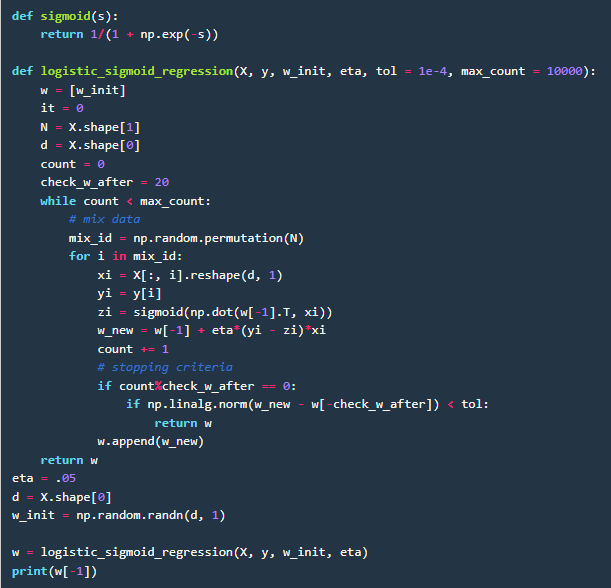 def sigmoid(s):
    return 1/(1 + np.exp(-s))

def logistic_sigmoid_regression(X, y, w_init, eta, tol = 1e-4, max_count = 10000):
    w = [w_init]
    it = 0
    N = X.shape[1]
    d = X.shape[0]
    count = 0
    check_w_after = 20
    while count < max_count:
        # mix data
        mix_id = np.random.permutation(N)
        for i in mix_id:
            xi = X[:, i].reshape(d, 1)
            yi = y[i]
            zi = sigmoid(np.dot(w[-1].T, xi))
            w_new = w[-1] + eta*(yi - zi)*xi
            count += 1
            # stopping criteria
            if count%check_w_after == 0:
                if np.linalg.norm(w_new - w[-check_w_after]) < tol:
                    return w
            w.append(w_new)
    return w
eta = .05
d = X.shape[0]
w_init = np.random.randn(d, 1)

w = logistic_sigmoid_regression(X, y, w_init, eta)
print(w[-1])